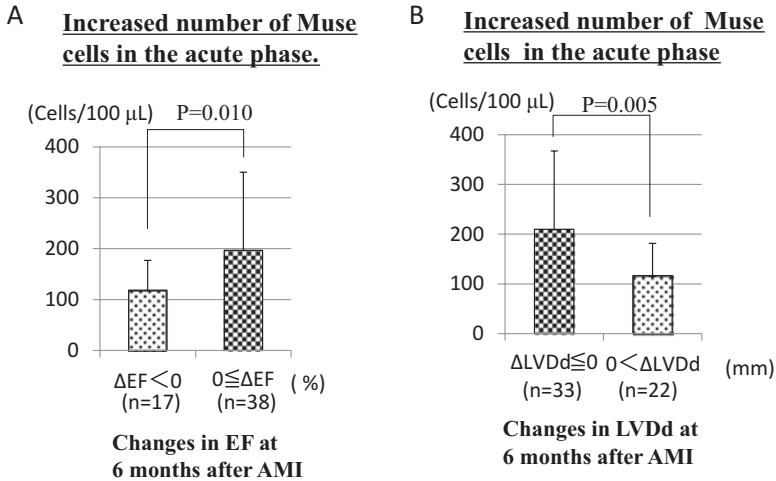 A
Increased number of Muse
cells in the acute phase.
(Cells/100 μL)
P=0.010
400
300
200
100
0
ΔEF＜0
(n=17)
0≦ΔEF
(n=38)
( %)
Changes in EF at
6 months after AMI
B
Increased number of  Muse
cells  in the acute phase
(Cells/100 μL)
P=0.005
400
300
200
100
0
ΔLVDd≦0
(n=33)
0＜ΔLVDd
(n=22)
(mm)
Changes in LVDd at
6 months after AMI